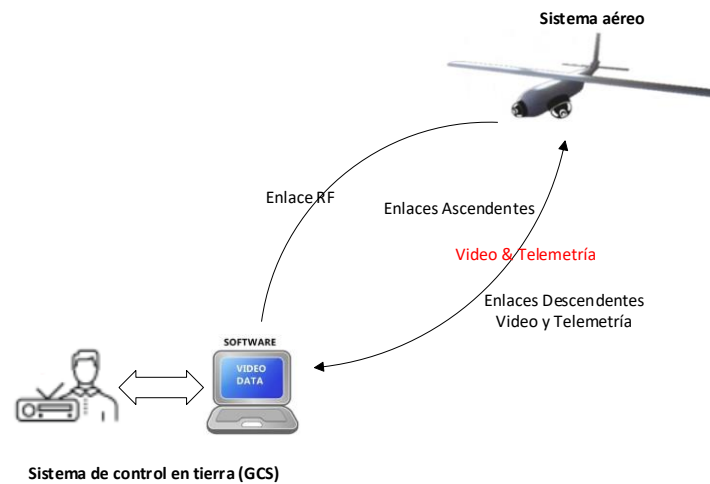 Sistema aéreo
Enlace RF
Enlaces Ascendentes
Video & Telemetría
Enlaces Descendentes
Video y Telemetría
SOFTWARE
VIDEO
DATA
Sistema de control en tierra (GCS)